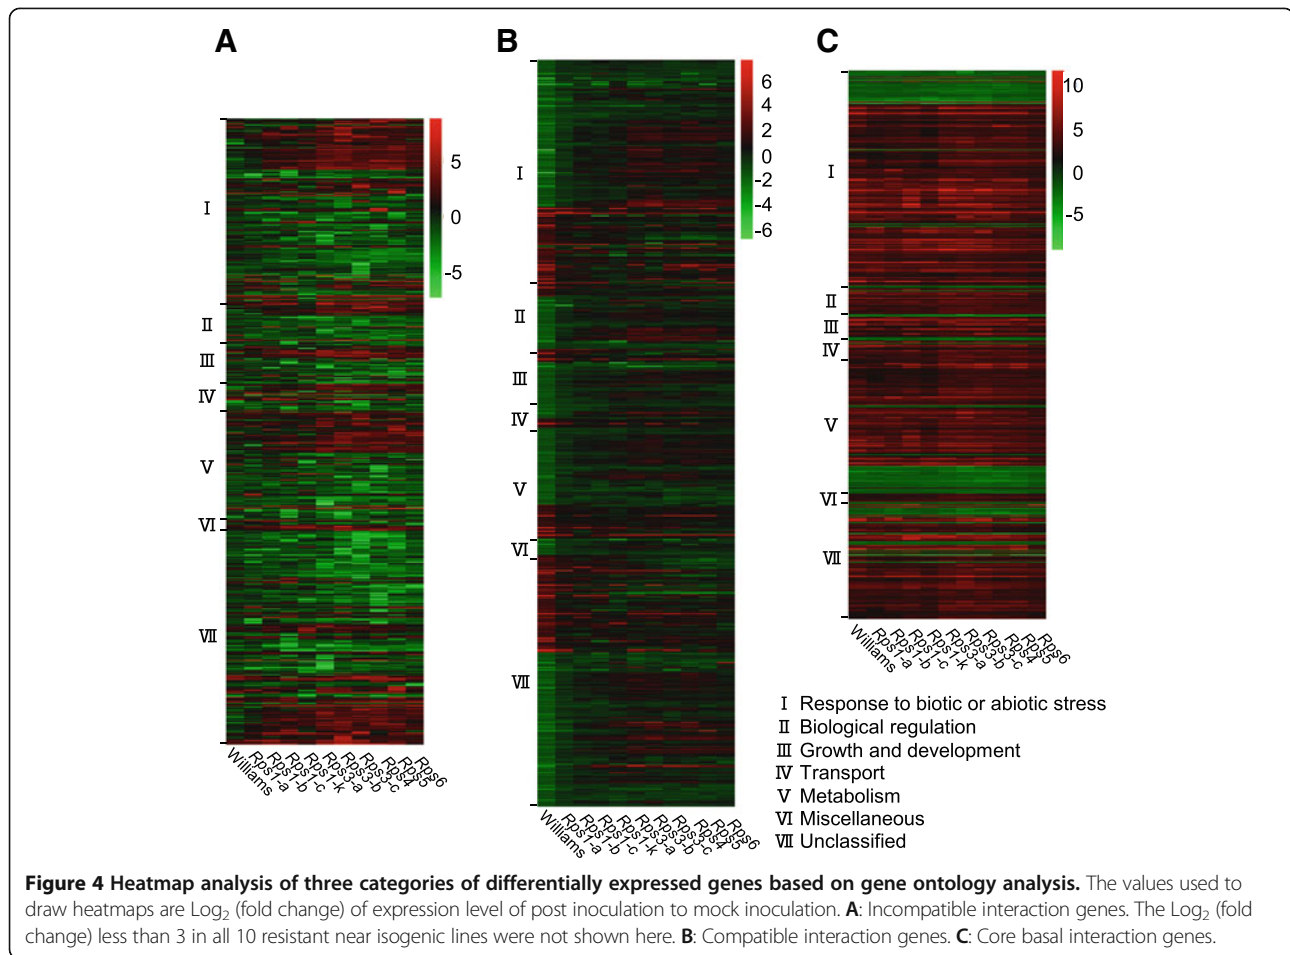 A
B
C
5
0
-5
6
4
2
0
-2
-4
-6
10
5
0
-5
Ⅰ
Ⅱ
Ⅲ
Ⅳ
Ⅴ
Ⅵ
Ⅶ
Ⅰ
Ⅱ
Ⅲ
Ⅳ
Ⅴ
Ⅵ
Ⅶ
Ⅰ
Ⅱ
Ⅲ
Ⅳ
Ⅴ
Ⅵ
Ⅶ
Williams
Rps1-a
Rps1-b
Rps1-c
Rps1-k
Rps3-a
Rps3-b
Rps3-c
Rps4
Rps5
Rps6
Williams
Rps1-a
Rps1-b
Rps1-c
Rps1-k
Rps3-a
Rps3-b
Rps3-c
Rps4
Rps5
Rps6
Williams
Rps1-a
Rps1-b
Rps1-c
Rps1-k
Rps3-a
Rps3-b
Rps3-c
Rps4
Rps5
Rps6
Ⅰ Response to biotic or abiotic stress
Ⅱ Biological regulation
Ⅲ Growth and development
Ⅳ Transport
Ⅴ Metabolism
Ⅵ Miscellaneous
Ⅶ Unclassified
Figure 4 Heatmap analysis of three categories of differentially expressed genes based on gene ontology analysis. The values used to
draw heatmaps are Log₂ (fold change) of expression level of post inoculation to mock inoculation. A: Incompatible interaction genes. The Log₂ (fold
change) less than 3 in all 10 resistant near isogenic lines were not shown here. B: Compatible interaction genes. C: Core basal interaction genes.